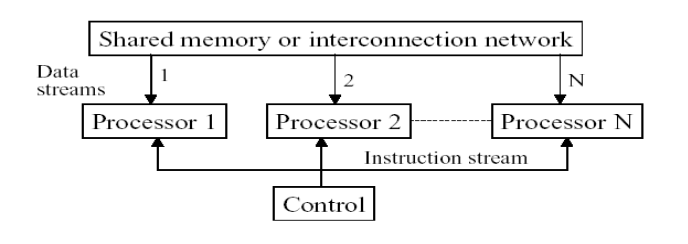 Shared memory or interconnection network
Data
streams
1
2
N
Processor 1
Processor 2
Processor N
Instruction stream
Control